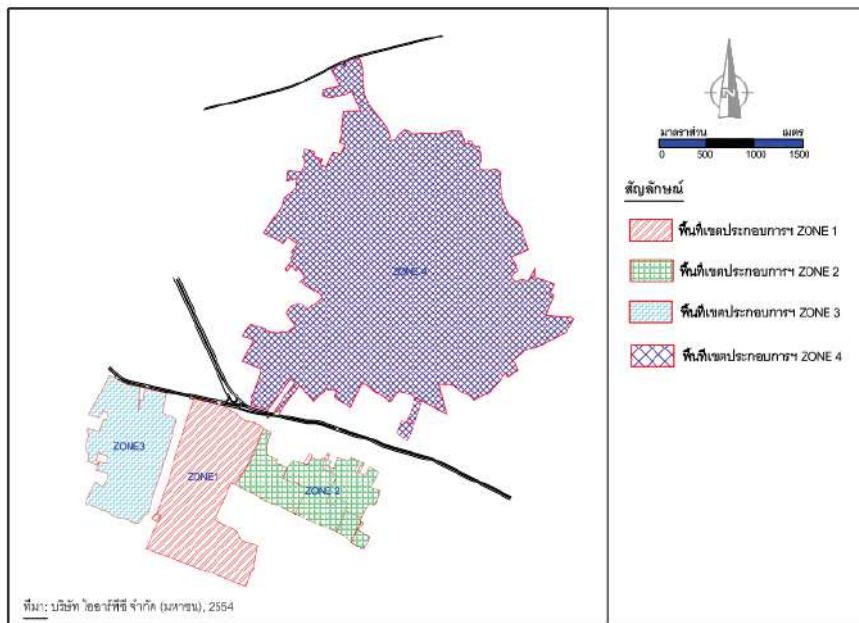 N
มาตราส่วน เมตร
0 500 1000 1500
สัญลักษณ์
พื้นที่เขตประกอบการฯ ZONE 1
พื้นที่เขตประกอบการฯ ZONE 2
พื้นที่เขตประกอบการฯ ZONE 3
พื้นที่เขตประกอบการฯ ZONE 4
ZONE 4
ZONE3
ZONE1
ZONE 2
ที่มา: บริษัท ไออาร์พีซี จำกัด (มหาชน), 2554